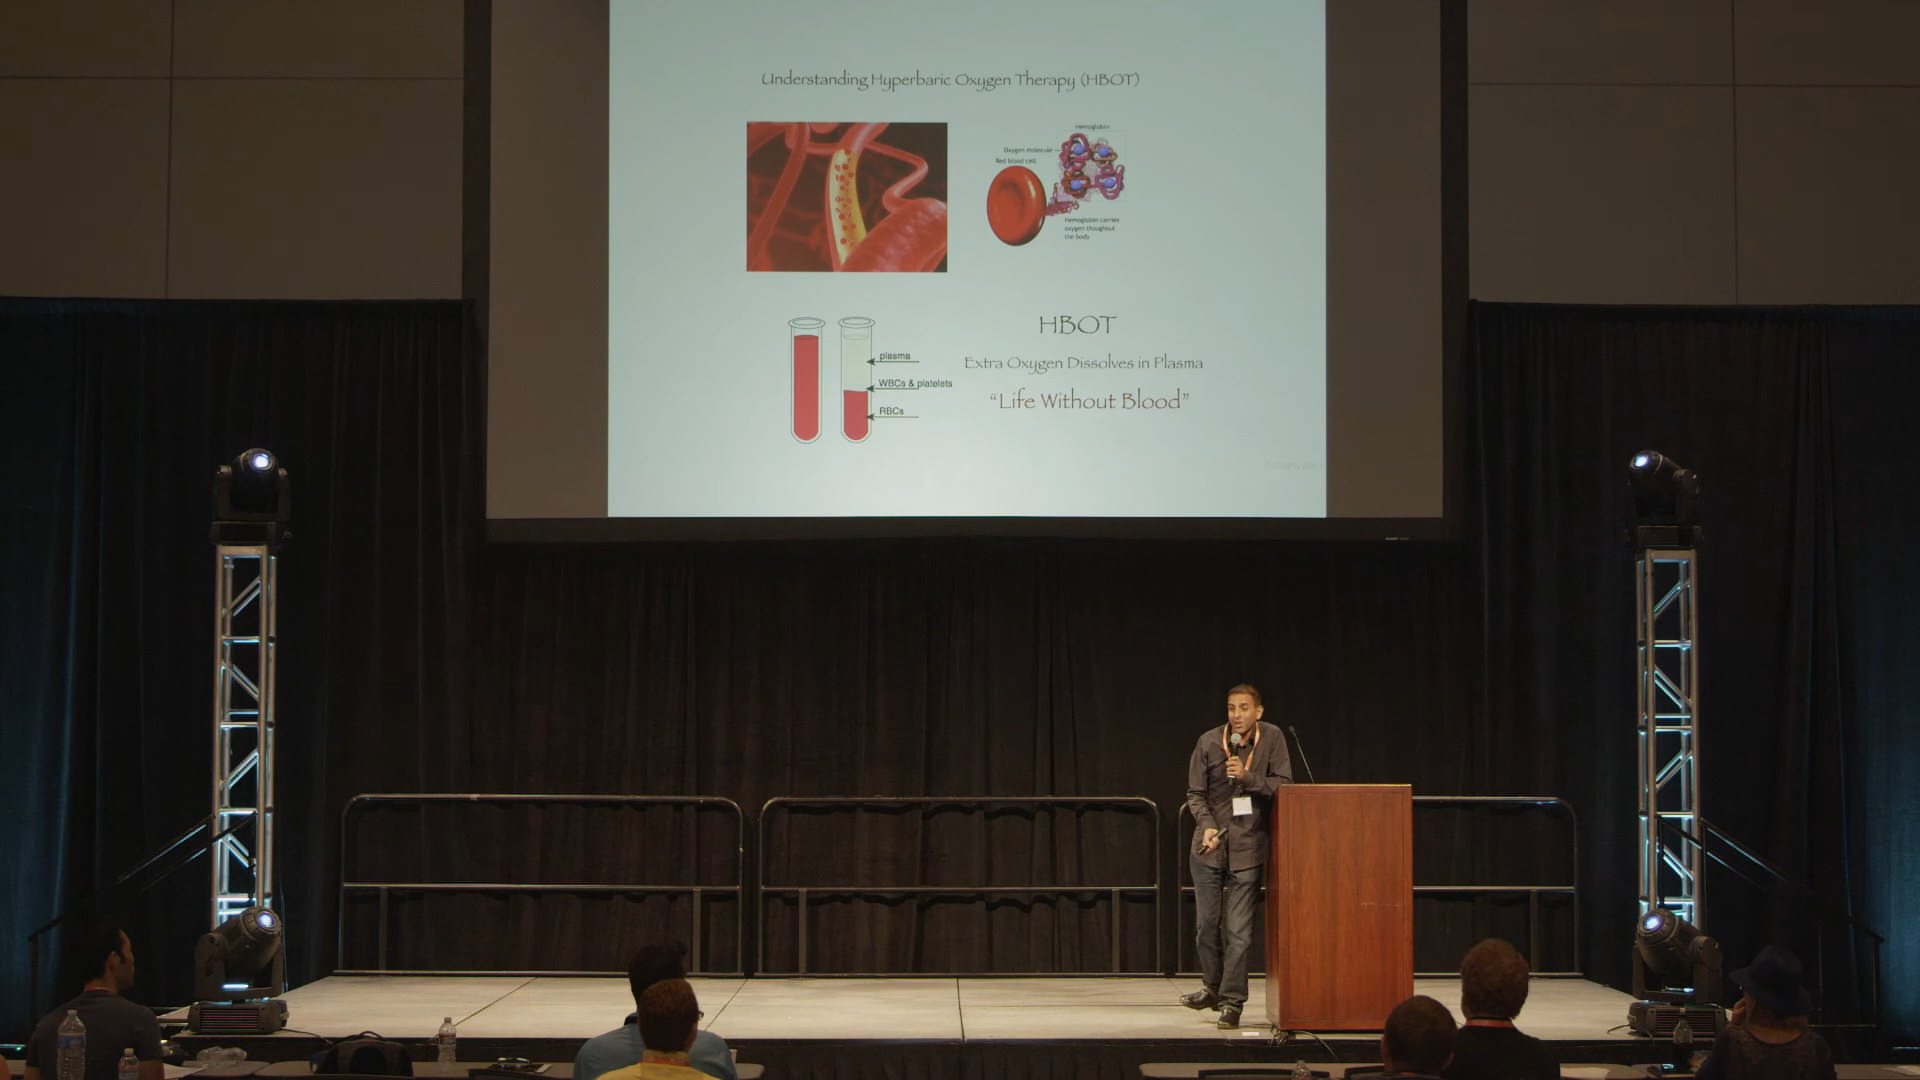 Understanding Hyperbaric Oxygen Therapy (HBOT)
Hemoglobin
Oxygen molecule
Red blood cell
Hemoglobin carries
oxygen thoughout
the body
plasma
WBCs & platelets
RBCs
HBOT
Extra Oxygen Dissolves in Plasma
“Life Without Blood”